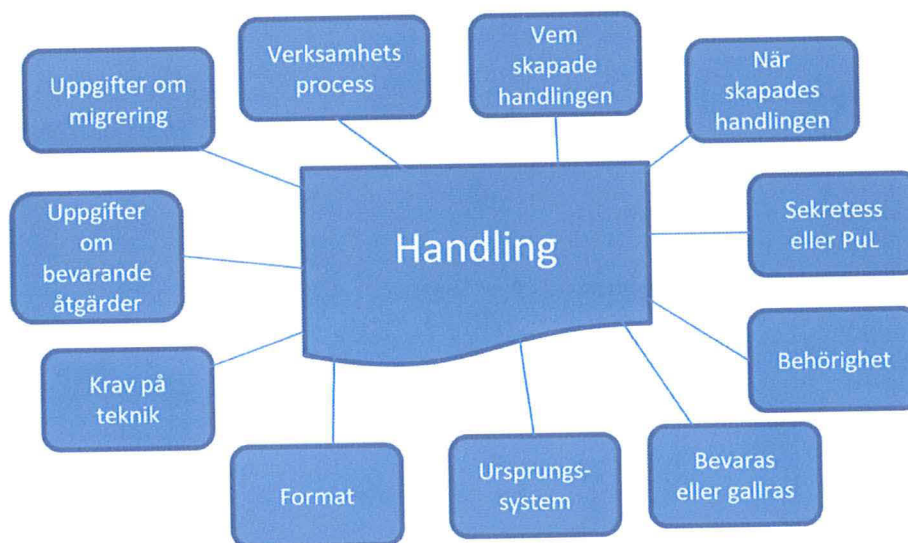 Verksamhets
process
Vem
skapade
handlingen
När
skapades
handlingen
Uppgifter om
migrering
Uppgifter
om
bevarande
åtgärder
Handling
Sekretess
eller PuL
Behörighet
Krav på
teknik
Format
Ursprungs-
system
Bevaras
eller gallras